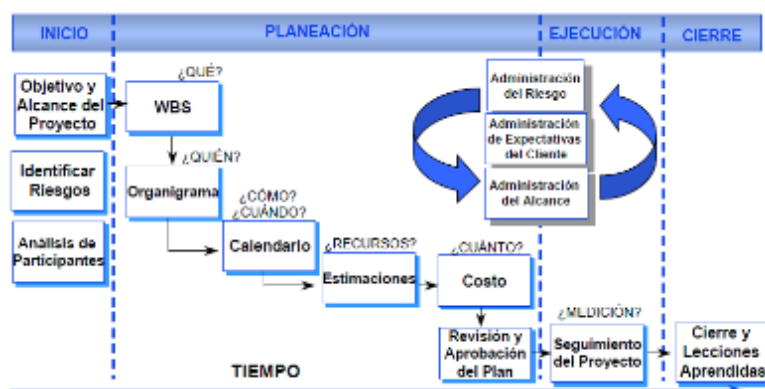 INICIO
PLANEACIÓN
EJECUCIÓN
CIERRE
Objetivo y
Alcance del
Proyecto
Identificar
Riesgos
Análisis de
Participantes
¿QUÉ?
WBS
¿QUIÉN?
Organigrama
¿CÓMO?
¿CUÁNDO?
Calendario
¿RECURSOS?
Estimaciones
¿CUÁNTO?
Costo
Revisión y
Aprobación
del Plan
Administración
del Riesgo
Administración
de Expectativas
del Cliente
Administración
del Alcance
¿MEDICIÓN?
Seguimiento
del Proyecto
Cierre y
Lecciones
Aprendidas
TIEMPO